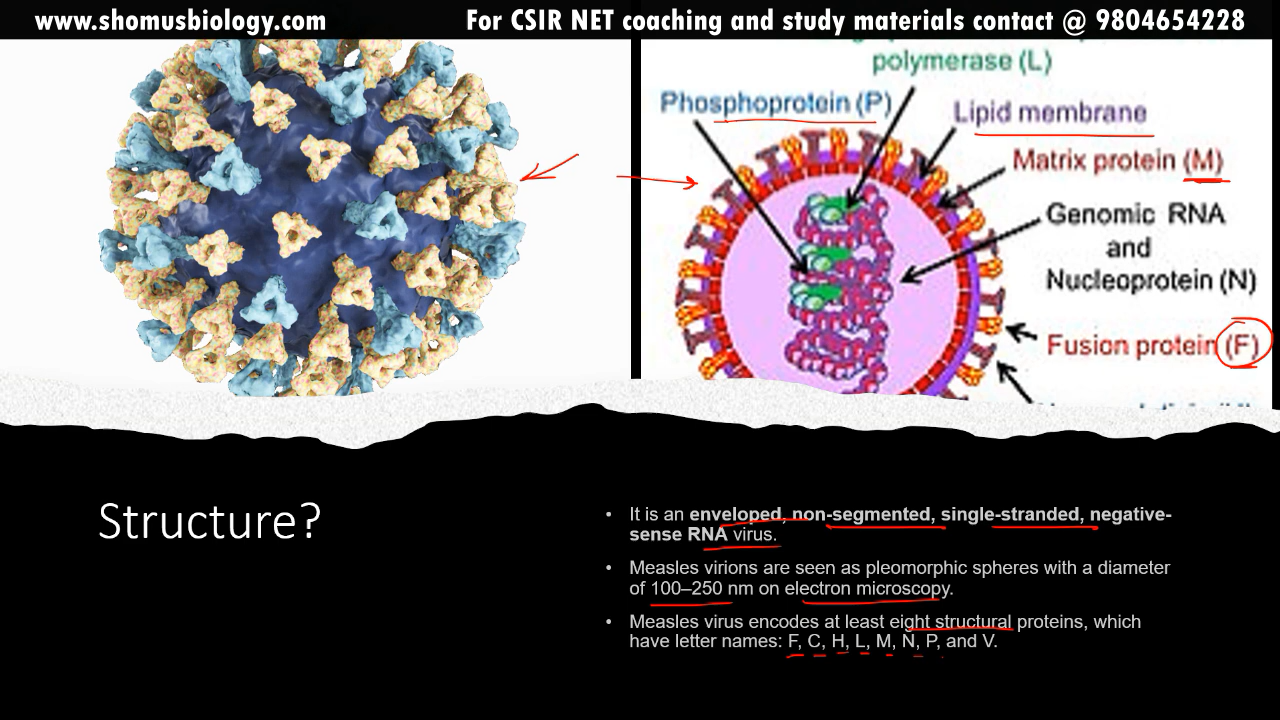 www.shomusbiology.com
For CSIR NET coaching and study materials contact @ 9804654228
polymerase (L)
Phosphoprotein (P)
Lipid membrane
Matrix protein (M)
Genomic RNA
and
Nucleoprotein (N)
Fusion protein (F)
Structure?
• It is an enveloped, non-segmented, single-stranded, negative-
sense RNA virus.
• Measles virions are seen as pleomorphic spheres with a diameter
of 100–250 nm on electron microscopy.
• Measles virus encodes at least eight structural proteins, which
have letter names: F, C, H, L, M, N, P, and V.